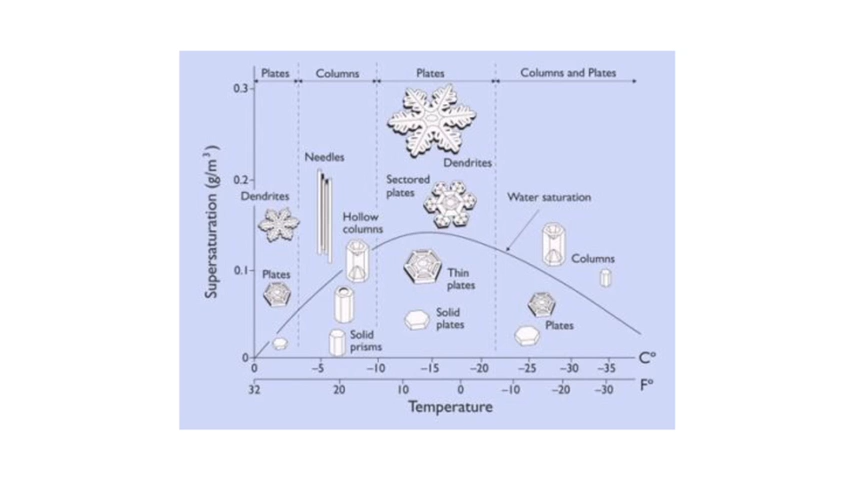 Plates
Columns
Plates
Columns and Plates
0.3
0.2
0.1
0
Supersaturation (g/m³)
Needles
Dendrites
Dendrites
Sectored
plates
Water saturation
Hollow
columns
Columns
Plates
Thin
plates
Solid
plates
Plates
Solid
prisms
0 –5 –10 –15 –20 –25 –30 –35 C°
32 20 10 0 –10 –20 –30 F°
Temperature